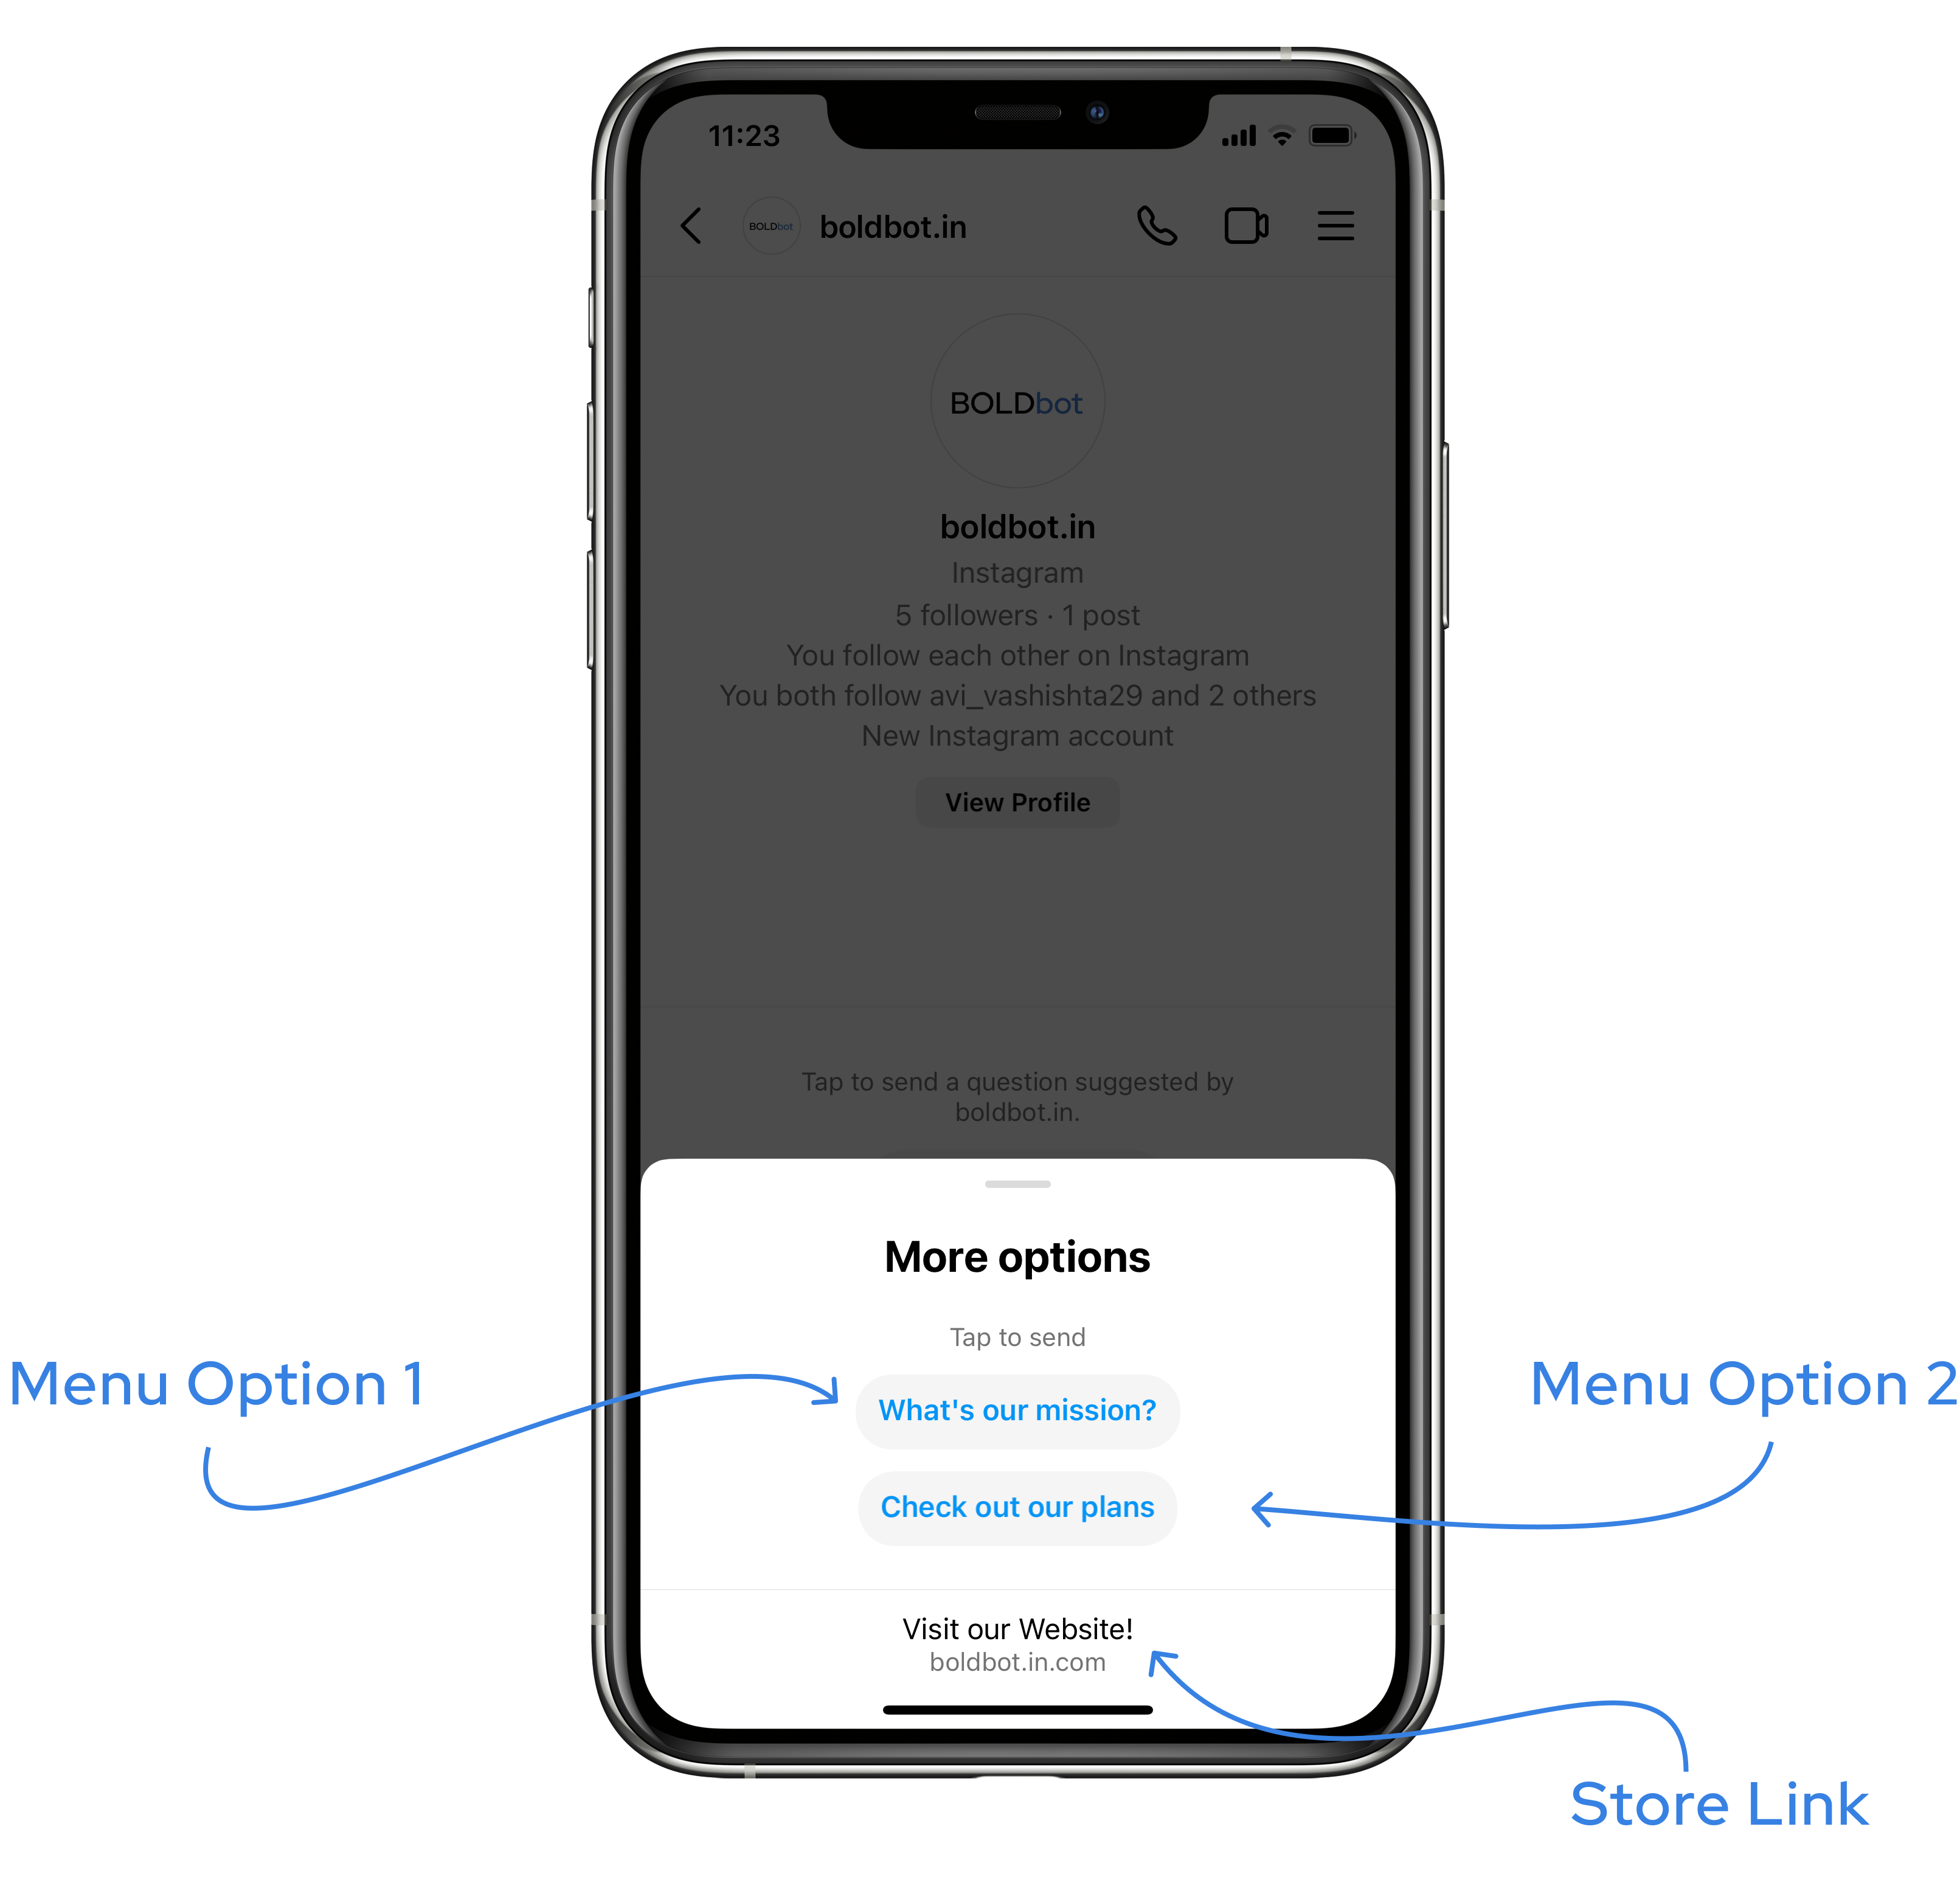 11:23
BOLDbot
boldbot.in
BOLDbot
boldbot.in
Instagram
5 followers · 1 post
You follow each other on Instagram
You both follow avi_vashishta29 and 2 others
New Instagram account
View Profile
Tap to send a question suggested by
boldbot.in.
More options
Tap to send
Menu Option 1
What's our mission?
Menu Option 2
Check out our plans
Visit our Website!
boldbot.in.com
Store Link